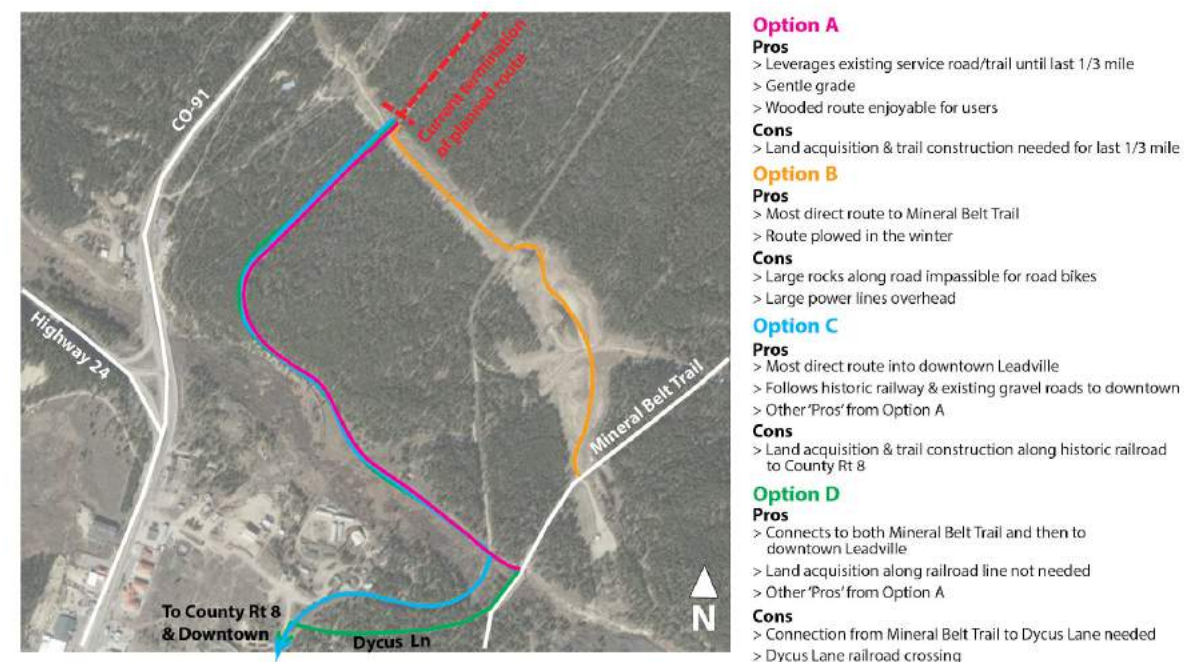 CO-91
Current termination
of planned route
Highway 24
Mineral Belt Trail
N
To County Rt 8
& Downtown
Dycus Ln
Option A
Pros
> Leverages existing service road/trail until last 1/3 mile
> Gentle grade
> Wooded route enjoyable for users
Cons
> Land acquisition & trail construction needed for last 1/3 mile
Option B
Pros
> Most direct route to Mineral Belt Trail
> Route plowed in the winter
Cons
> Large rocks along road impassible for road bikes
> Large power lines overhead
Option C
Pros
> Most direct route into downtown Leadville
> Follows historic railway & existing gravel roads to downtown
> Other 'Pros' from Option A
Cons
> Land acquisition & trail construction along historic railroad
to County Rt 8
Option D
Pros
> Connects to both Mineral Belt Trail and then to
downtown Leadville
> Land acquisition along railroad line not needed
> Other 'Pros' from Option A
Cons
> Connection from Mineral Belt Trail to Dycus Lane needed
> Dycus Lane railroad crossing